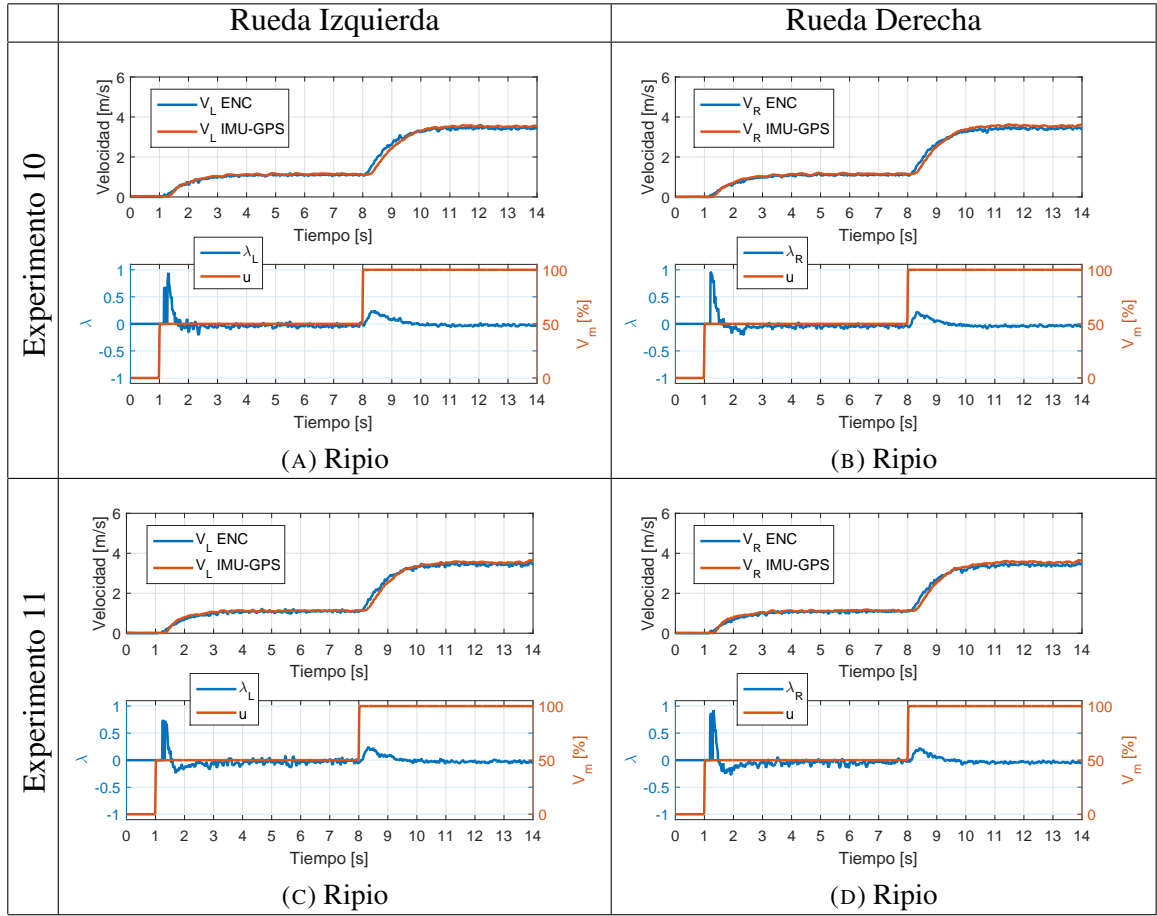 Rueda Izquierda
Rueda Derecha
Experimento 10
Velocidad [m/s]
6
4
2
0
V_L ENC
V_L IMU-GPS
0 1 2 3 4 5 6 7 8 9 10 11 12 13 14
Tiempo [s]
λ_L
u
λ
1
0.5
0
-0.5
-1
100
50
0
V_m [%]
0 1 2 3 4 5 6 7 8 9 10 11 12 13 14
Tiempo [s]
(A) Ripio
Velocidad [m/s]
6
4
2
0
V_R ENC
V_R IMU-GPS
0 1 2 3 4 5 6 7 8 9 10 11 12 13 14
Tiempo [s]
λ_R
u
λ
1
0.5
0
-0.5
-1
100
50
0
V_m [%]
0 1 2 3 4 5 6 7 8 9 10 11 12 13 14
Tiempo [s]
(B) Ripio
Experimento 11
Velocidad [m/s]
6
4
2
0
V_L ENC
V_L IMU-GPS
0 1 2 3 4 5 6 7 8 9 10 11 12 13 14
Tiempo [s]
λ_L
u
λ
1
0.5
0
-0.5
-1
100
50
0
V_m [%]
0 1 2 3 4 5 6 7 8 9 10 11 12 13 14
Tiempo [s]
(C) Ripio
Velocidad [m/s]
6
4
2
0
V_R ENC
V_R IMU-GPS
0 1 2 3 4 5 6 7 8 9 10 11 12 13 14
Tiempo [s]
λ_R
u
λ
1
0.5
0
-0.5
-1
100
50
0
V_m [%]
0 1 2 3 4 5 6 7 8 9 10 11 12 13 14
Tiempo [s]
(D) Ripio